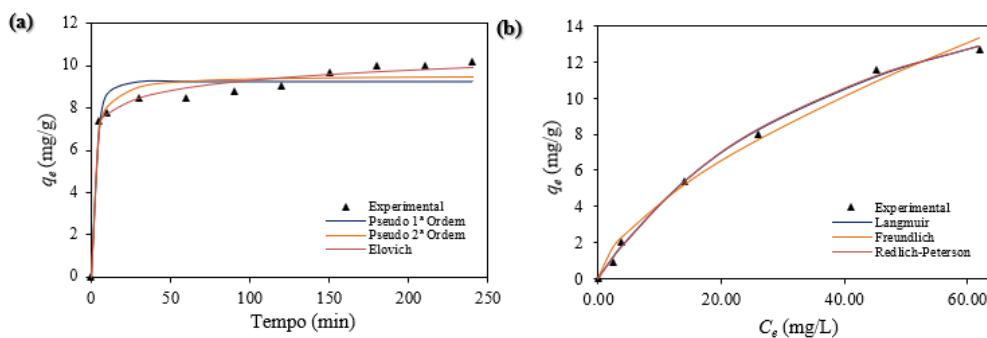 (a)
12
10
8
6
4
2
0
qe (mg/g)
Experimental
Pseudo 1ª Ordem
Pseudo 2ª Ordem
Elovich
0 50 100 150 200 250
Tempo (min)
(b)
14
12
10
8
6
4
2
0
qe (mg/g)
Experimental
Langmuir
Freundlich
Redlich-Peterson
0.00 20.00 40.00 60.00
Ce (mg/L)